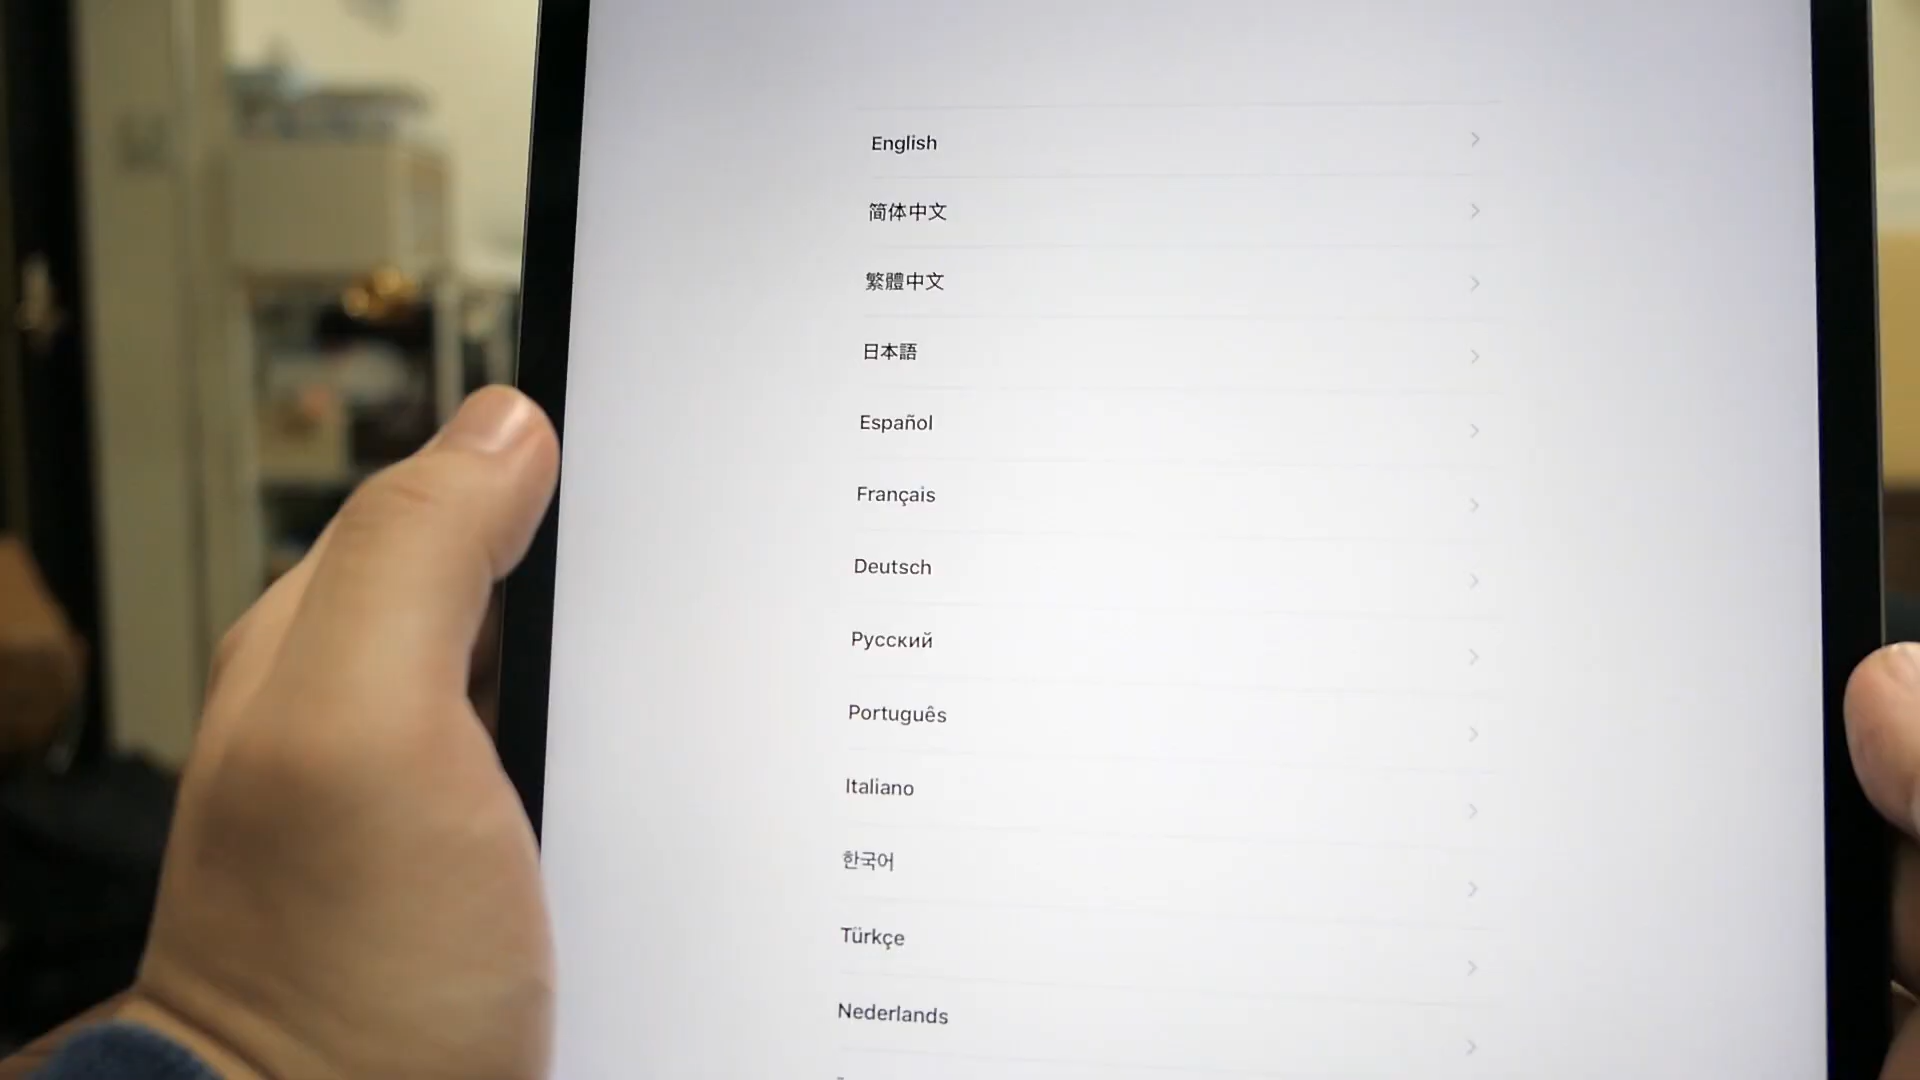 English
简体中文
繁體中文
日本語
Español
Français
Deutsch
Русский
Português
Italiano
한국어
Türkçe
Nederlands